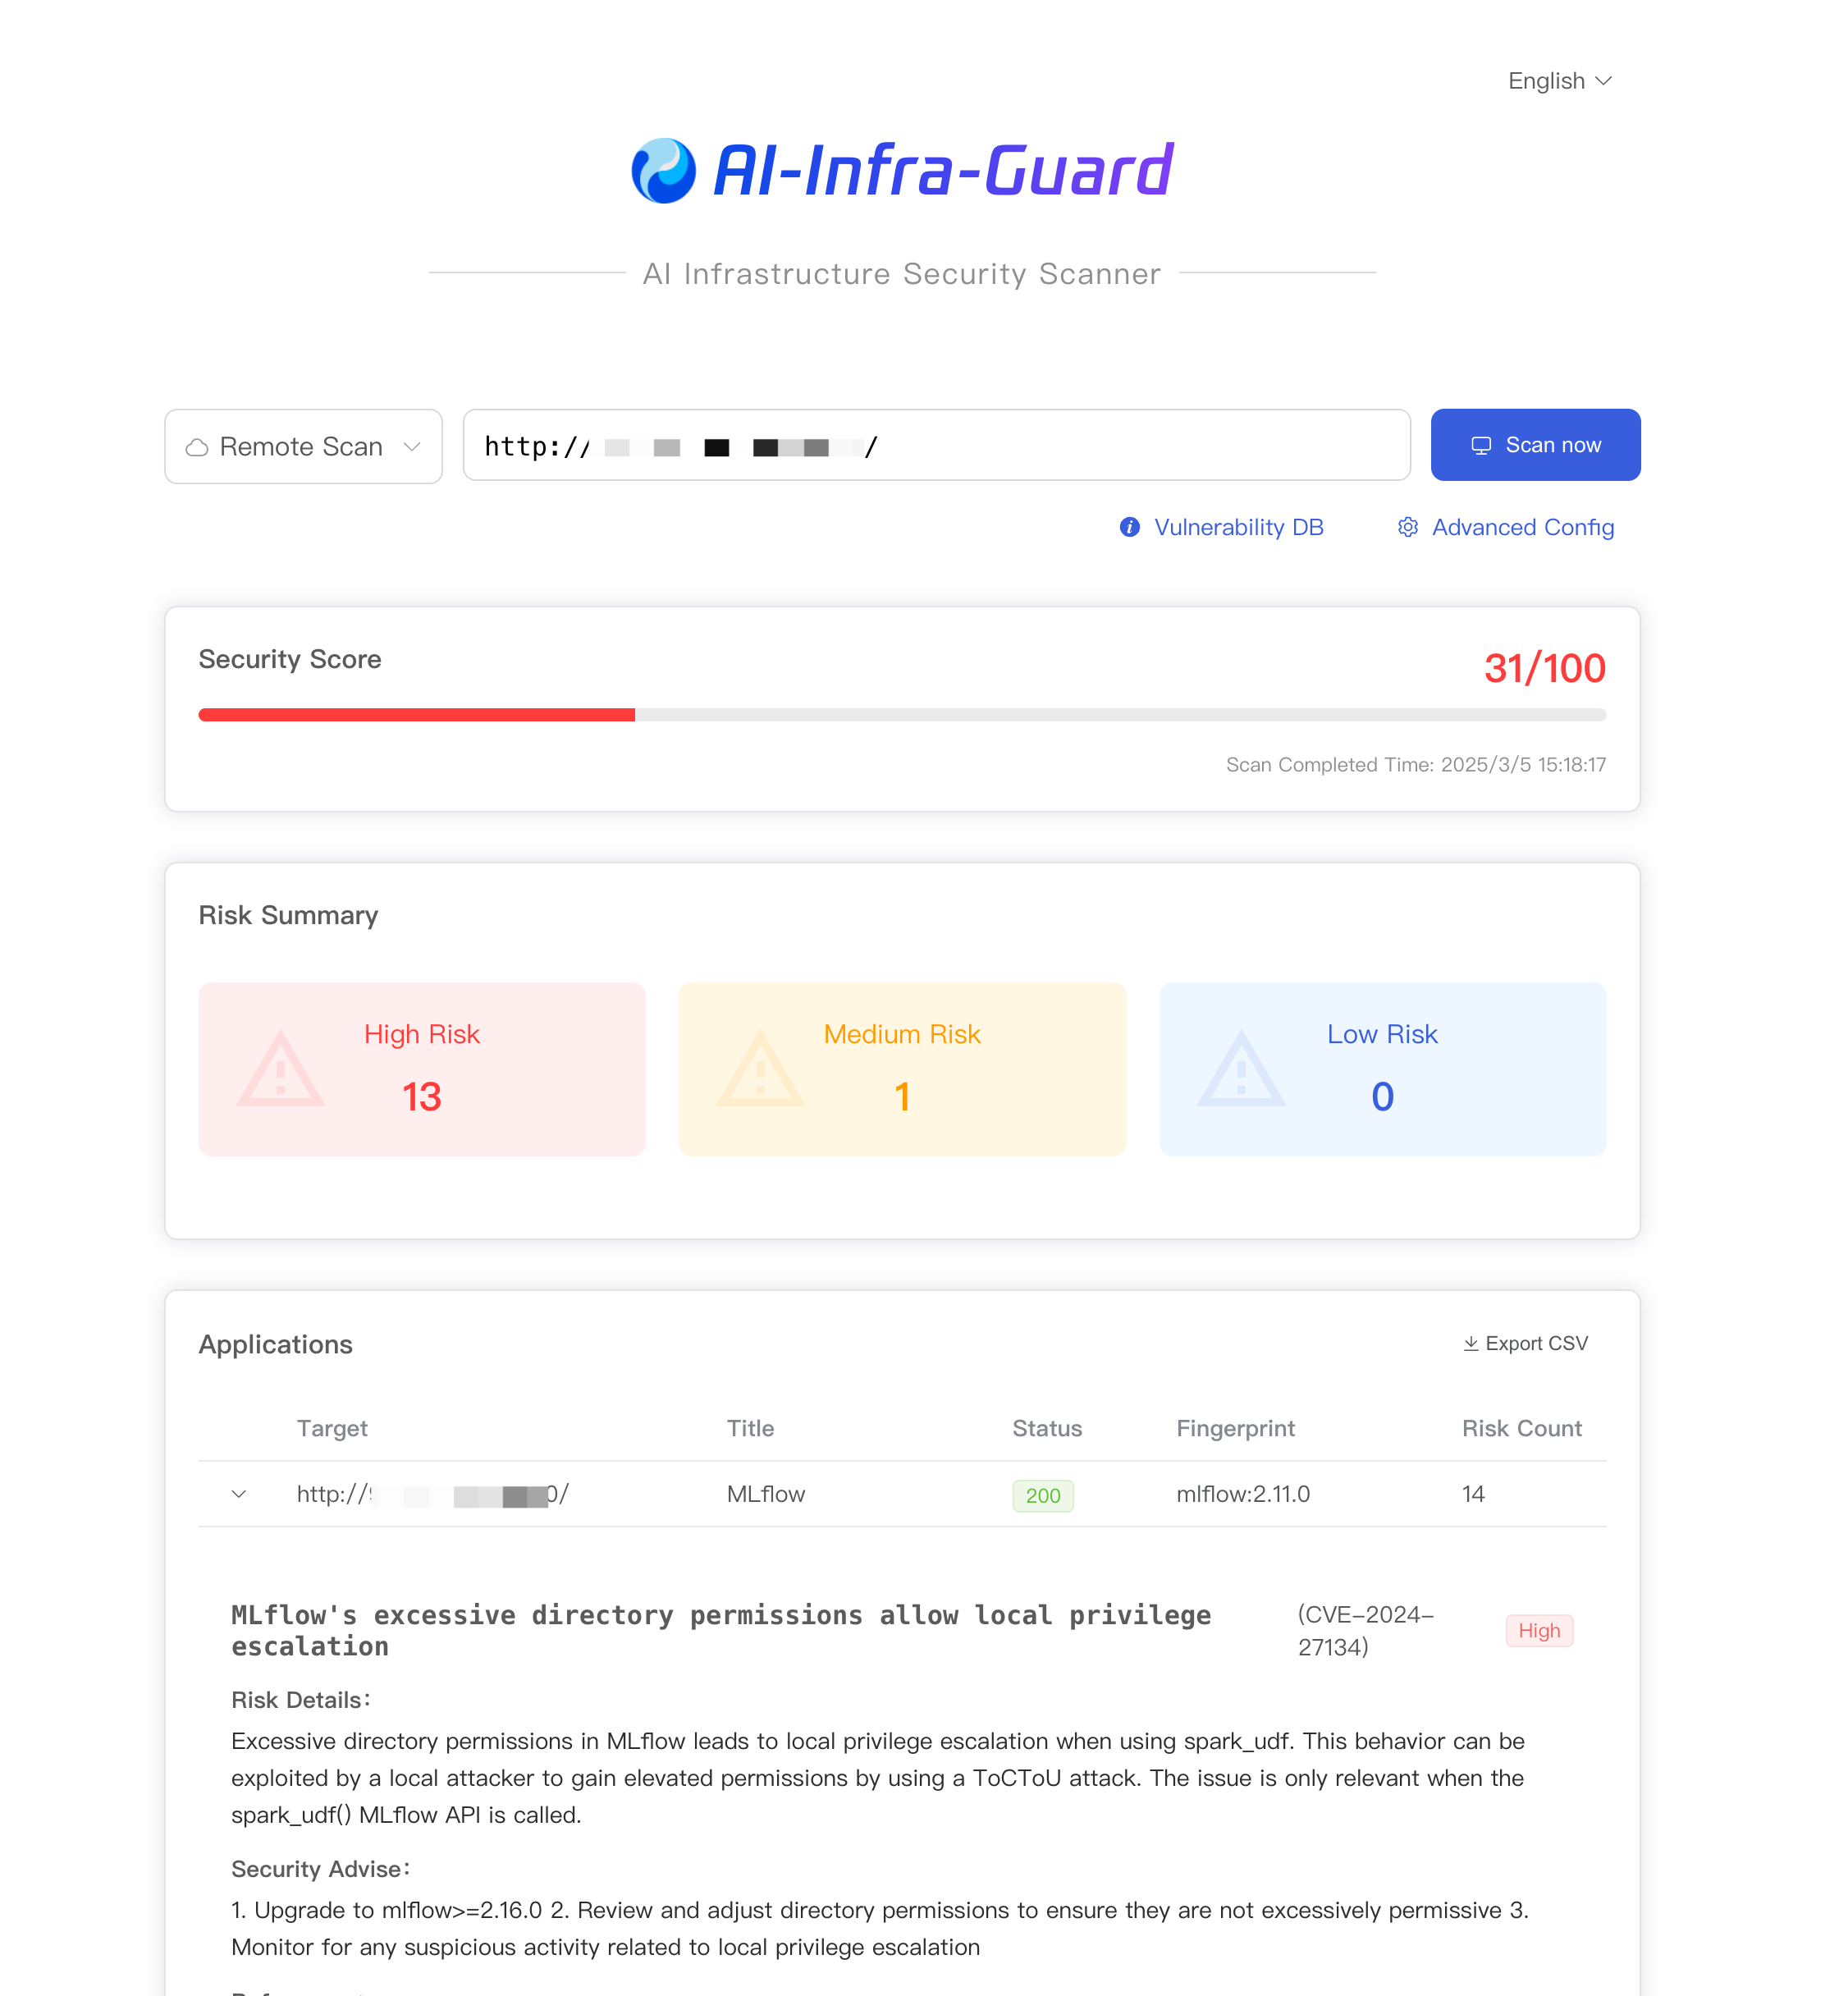 English
AI-Infra-Guard
AI Infrastructure Security Scanner
Remote Scan
http:// /
Scan now
Vulnerability DB
Advanced Config
Security Score
31/100
Scan Completed Time: 2025/3/5 15:18:17
Risk Summary
High Risk
13
Medium Risk
1
Low Risk
0
Applications
Export CSV
Target Title Status Fingerprint Risk Count
http:// 0/ MLflow 200 mlflow:2.11.0 14
MLflow's excessive directory permissions allow local privilege
escalation
(CVE-2024-
27134)
High
Risk Details:
Excessive directory permissions in MLflow leads to local privilege escalation when using spark_udf. This behavior can be
exploited by a local attacker to gain elevated permissions by using a ToCToU attack. The issue is only relevant when the
spark_udf() MLflow API is called.
Security Advise:
1. Upgrade to mlflow>=2.16.0 2. Review and adjust directory permissions to ensure they are not excessively permissive 3.
Monitor for any suspicious activity related to local privilege escalation